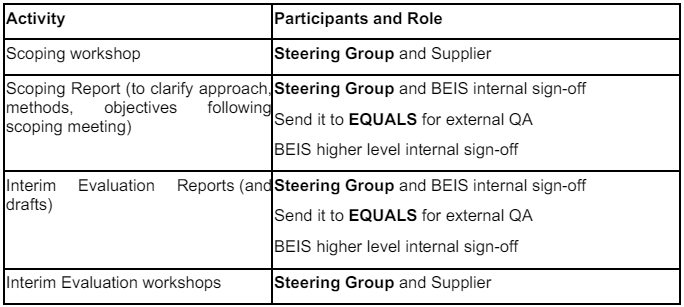 Activity
Participants and Role
Scoping workshop
Steering Group and Supplier
Scoping Report (to clarify approach,
methods, objectives following
scoping meeting)
Steering Group and BEIS internal sign-off
Send it to EQUALS for external QA
BEIS higher level internal sign-off
Interim Evaluation Reports (and
drafts)
Steering Group and BEIS internal sign-off
Send it to EQUALS for external QA
BEIS higher level internal sign-off
Interim Evaluation workshops
Steering Group and Supplier